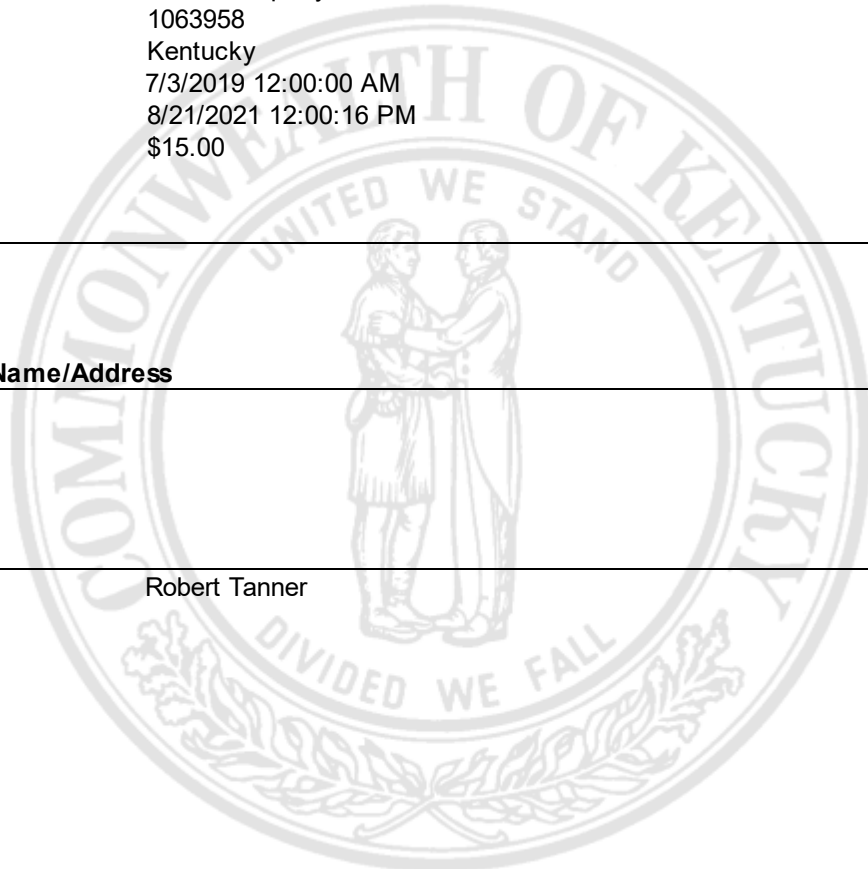 1063958
Kentucky
7/3/2019 12:00:00 AM
8/21/2021 12:00:16 PM
$15.00
COMMONWEALTH OF KENTUCKY
UNITED WE STAND
Name/Address
Robert Tanner
DIVIDED WE FALL